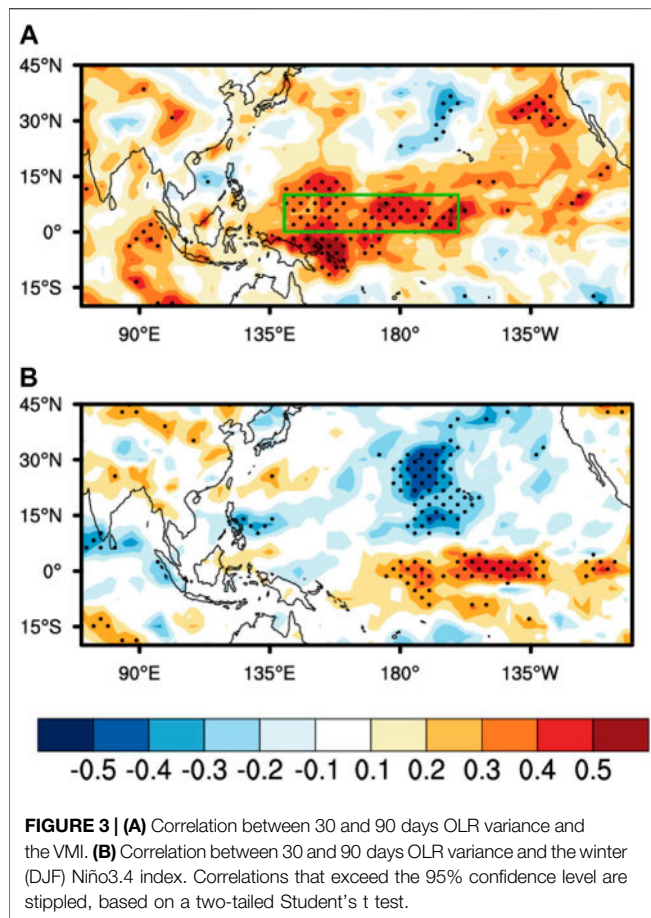 A
45°N
30°N
15°N
0°
15°S
90°E 135°E 180° 135°W
B
45°N
30°N
15°N
0°
15°S
90°E 135°E 180° 135°W
-0.5 -0.4 -0.3 -0.2 -0.1 0.1 0.2 0.3 0.4 0.5
FIGURE 3 | (A) Correlation between 30 and 90 days OLR variance and
the VMI. (B) Correlation between 30 and 90 days OLR variance and the winter
(DJF) Niño3.4 index. Correlations that exceed the 95% confidence level are
stippled, based on a two-tailed Student's t test.